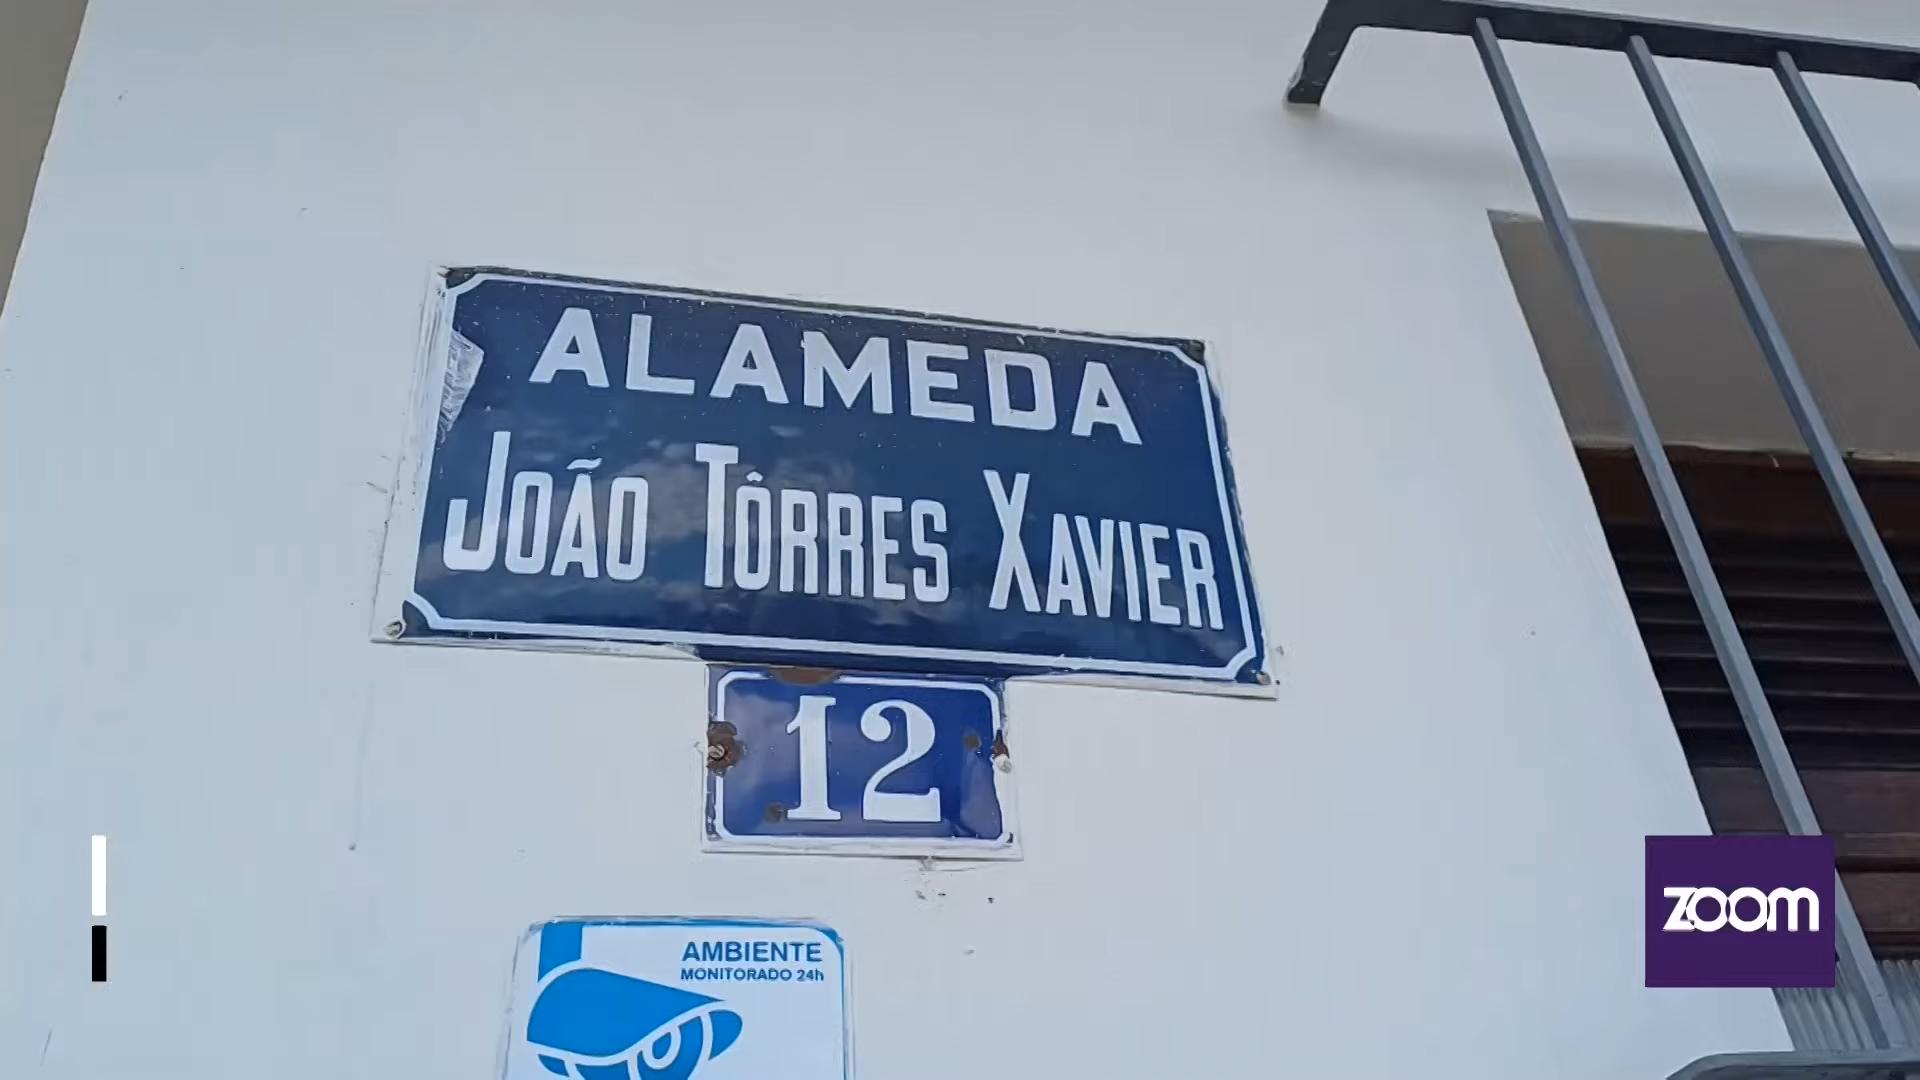 ALAMEDA
JOÃO TÔRRES XAVIER
12
AMBIENTE
MONITORADO 24h
zoom